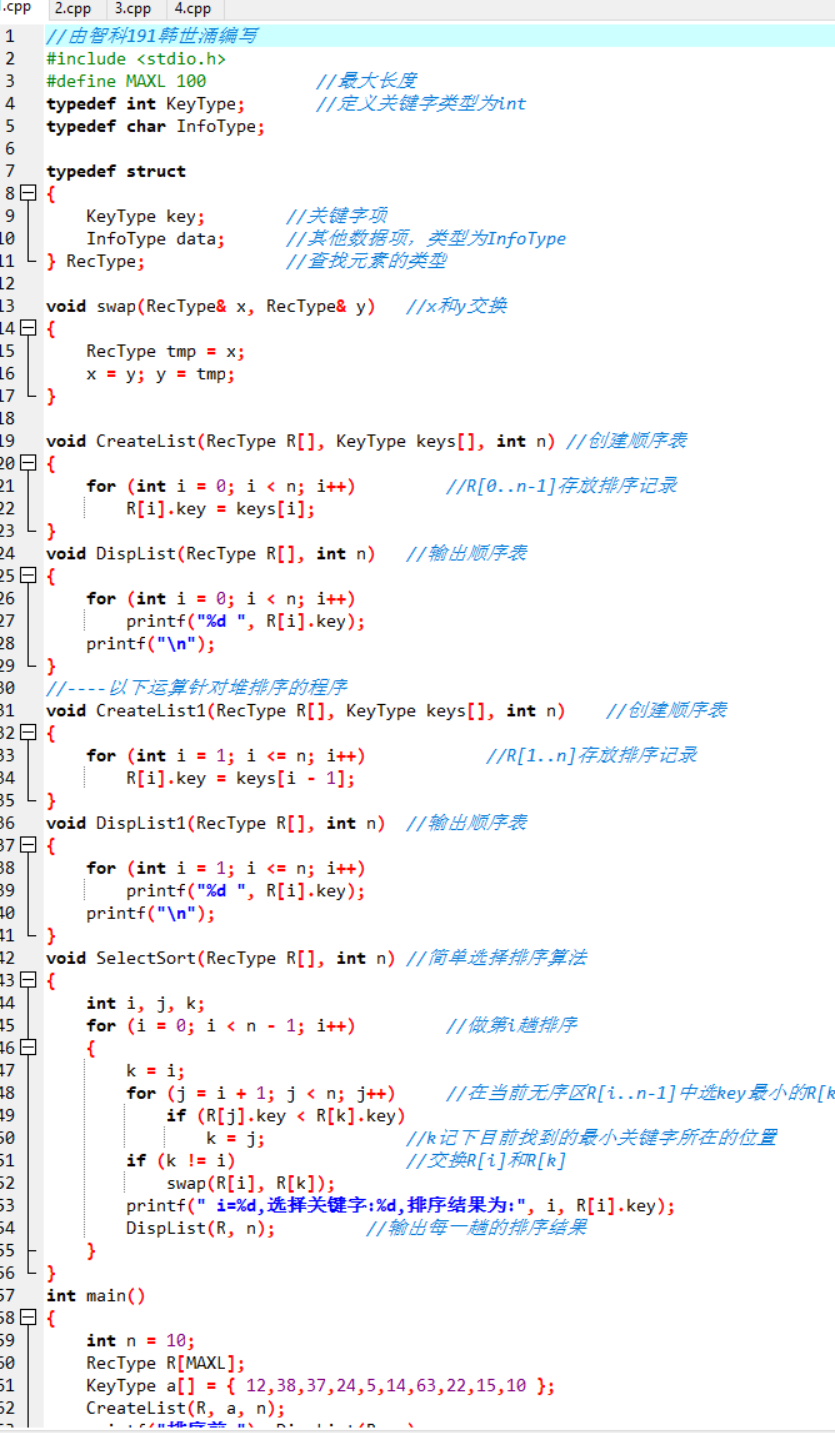 1.cpp 2.cpp 3.cpp 4.cpp
1 //由智科191韩世涌编写
2 #include <stdio.h>
3 #define MAXL 100 //最大长度
4 typedef int KeyType; //定义关键字类型为int
5 typedef char InfoType;
6
7 typedef struct
8 {
9 KeyType key; //关键字项
10 InfoType data; //其他数据项，类型为InfoType
11 } RecType; //查找元素的类型
12
13 void swap(RecType& x, RecType& y) //x和y交换
14 {
15 RecType tmp = x;
16 x = y; y = tmp;
17 }
18
19 void CreateList(RecType R[], KeyType keys[], int n) //创建顺序表
20 {
21 for (int i = 0; i < n; i++) //R[0..n-1]存放排序记录
22 R[i].key = keys[i];
23 }
24 void DispList(RecType R[], int n) //输出顺序表
25 {
26 for (int i = 0; i < n; i++)
27 printf("%d ", R[i].key);
28 printf("\n");
29 }
30 //----以下运算针对堆排序的程序
31 void CreateList1(RecType R[], KeyType keys[], int n) //创建顺序表
32 {
33 for (int i = 1; i <= n; i++) //R[1..n]存放排序记录
34 R[i].key = keys[i - 1];
35 }
36 void DispList1(RecType R[], int n) //输出顺序表
37 {
38 for (int i = 1; i <= n; i++)
39 printf("%d ", R[i].key);
40 printf("\n");
41 }
42 void SelectSort(RecType R[], int n) //简单选择排序算法
43 {
44 int i, j, k;
45 for (i = 0; i < n - 1; i++) //做第i趟排序
46 {
47 k = i;
48 for (j = i + 1; j < n; j++) //在当前无序区R[i..n-1]中选key最小的R[k
49 if (R[j].key < R[k].key)
50 k = j; //k记下目前找到的最小关键字所在的位置
51 if (k != i) //交换R[i]和R[k]
52 swap(R[i], R[k]);
53 printf(" i=%d,选择关键字:%d,排序结果为:", i, R[i].key);
54 DispList(R, n); //输出每一趟的排序结果
55 }
56 }
57 int main()
58 {
59 int n = 10;
60 RecType R[MAXL];
61 KeyType a[] = { 12,38,37,24,5,14,63,22,15,10 };
62 CreateList(R, a, n);